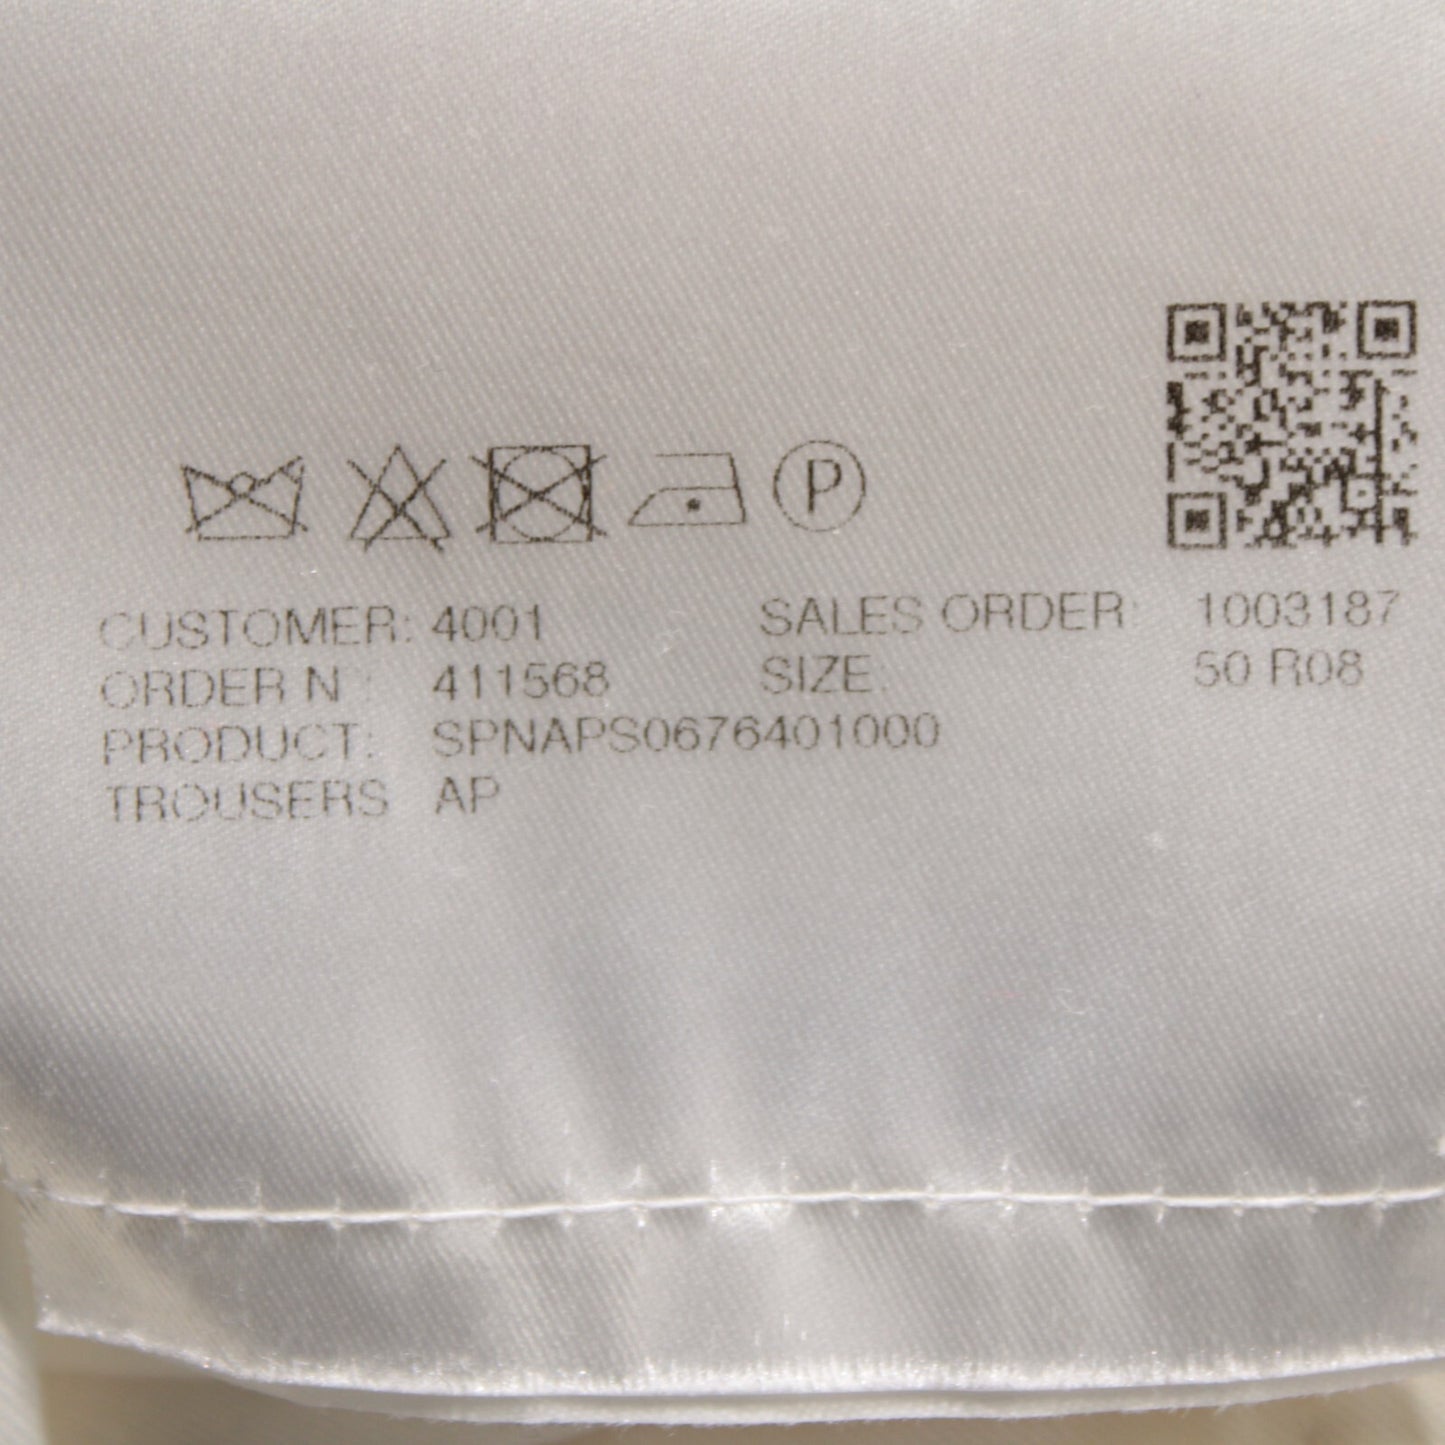 P
CUSTOMER: 4001 SALES ORDER: 1003187
ORDER N°: 411568 SIZE: 50 R08
PRODUCT: SPNAPS0676401000
TROUSERS AP